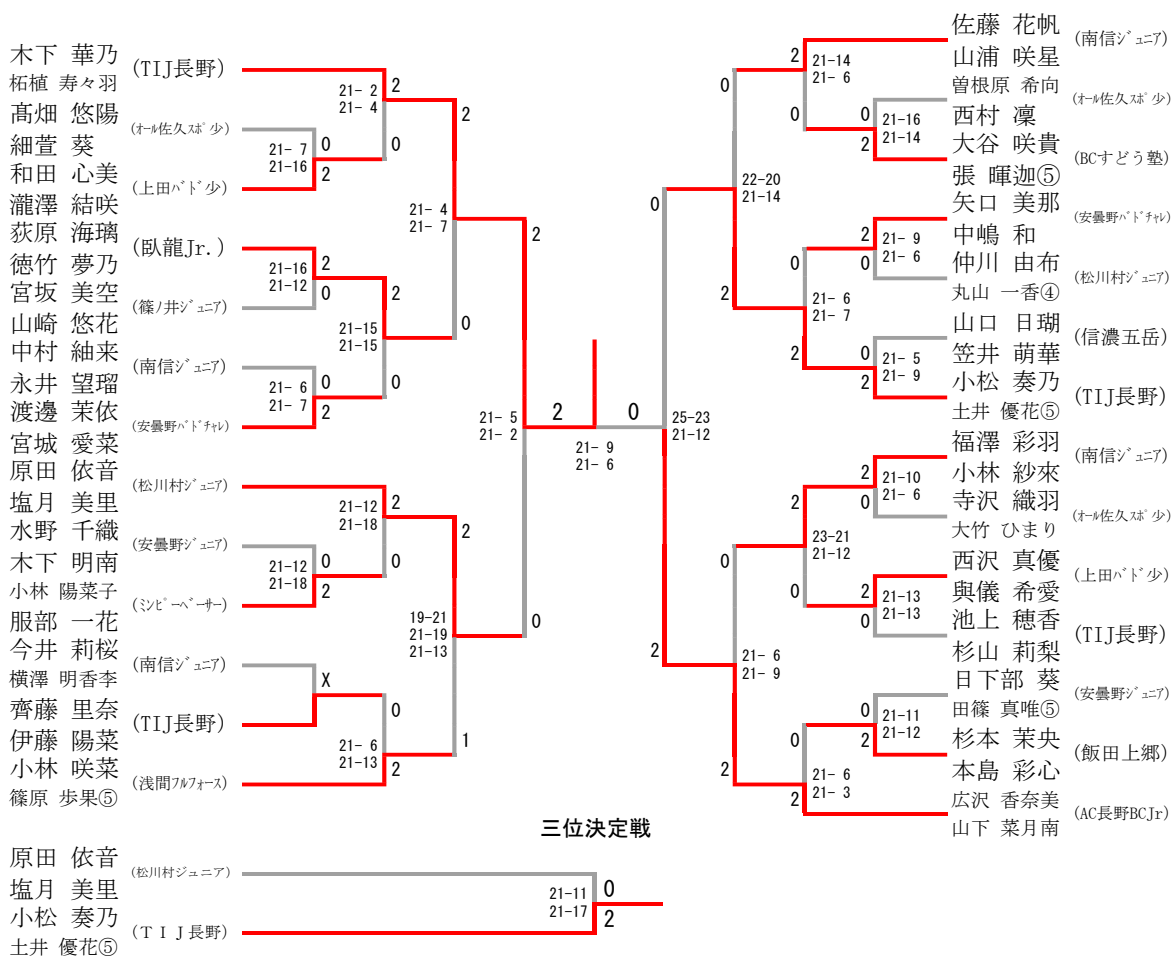 木下 華乃
(TIJ長野)
柘植 寿々羽
髙畑 悠陽
(オール佐久スポ少)
細萱 葵
和田 心美
(上田バド少)
瀧澤 結咲
荻原 海璃
(臥龍Jr.)
徳竹 夢乃
宮坂 美空
(篠ノ井ジュニア)
山崎 悠花
中村 紬来
(南信ジュニア)
永井 望瑠
渡邊 茉依
(安曇野バドチャレ)
宮城 愛菜
原田 依音
(松川村ジュニア)
塩月 美里
水野 千織
(安曇野ジュニア)
木下 明南
小林 陽菜子
(ミンピーベーサー)
服部 一花
今井 莉桜
(南信ジュニア)
横澤 明香李
齊藤 里奈
(TIJ長野)
伊藤 陽菜
小林 咲菜
(浅間フルフォース)
篠原 歩果⑤
21- 2
21- 4
2
0
21- 7
21-16
0
2
21- 4
21- 7
2
0
21-16
21-12
2
0
21-15
21-15
2
0
21- 6
21- 7
0
2
21- 5
21- 2
2
0
21-12
21-18
2
0
21-12
21-18
0
2
19-21
21-19
21-13
2
1
X
21- 6
21-13
0
2
2
0
21- 9
21- 6
佐藤 花帆
(南信ジュニア)
山浦 咲星
曽根原 希向
(オール佐久スポ少)
西村 凜
大谷 咲貴
(BCすどう塾)
張 暉迦⑤
矢口 美那
(安曇野バドチャレ)
中嶋 和
仲川 由布
(松川村ジュニア)
丸山 一香④
山口 日瑚
(信濃五岳)
笠井 萌華
小松 奏乃
(TIJ長野)
土井 優花⑤
福澤 彩羽
(南信ジュニア)
小林 紗來
寺沢 織羽
(オール佐久スポ少)
大竹 ひまり
西沢 真優
(上田バド少)
與儀 希愛
池上 穂香
(TIJ長野)
杉山 莉梨
日下部 葵
(安曇野ジュニア)
田篠 真唯⑤
杉本 茉央
(飯田上郷)
本島 彩心
広沢 香奈美
(AC長野BCJr)
山下 菜月南
2
0
21-14
21- 6
0
2
21-16
21-14
0
2
22-20
21-14
2
0
21- 9
21- 6
0
2
21- 6
21- 7
0
2
21- 5
21- 9
0
2
25-23
21-12
2
0
21-10
21- 6
2
0
23-21
21-12
2
0
21-13
21-13
0
2
21- 6
21- 9
0
2
21-11
21-12
0
2
21- 6
21- 3
三位決定戦
原田 依音
(松川村ジュニア)
塩月 美里
小松 奏乃
(ＴＩＪ長野)
土井 優花⑤
21-11
21-17
0
2